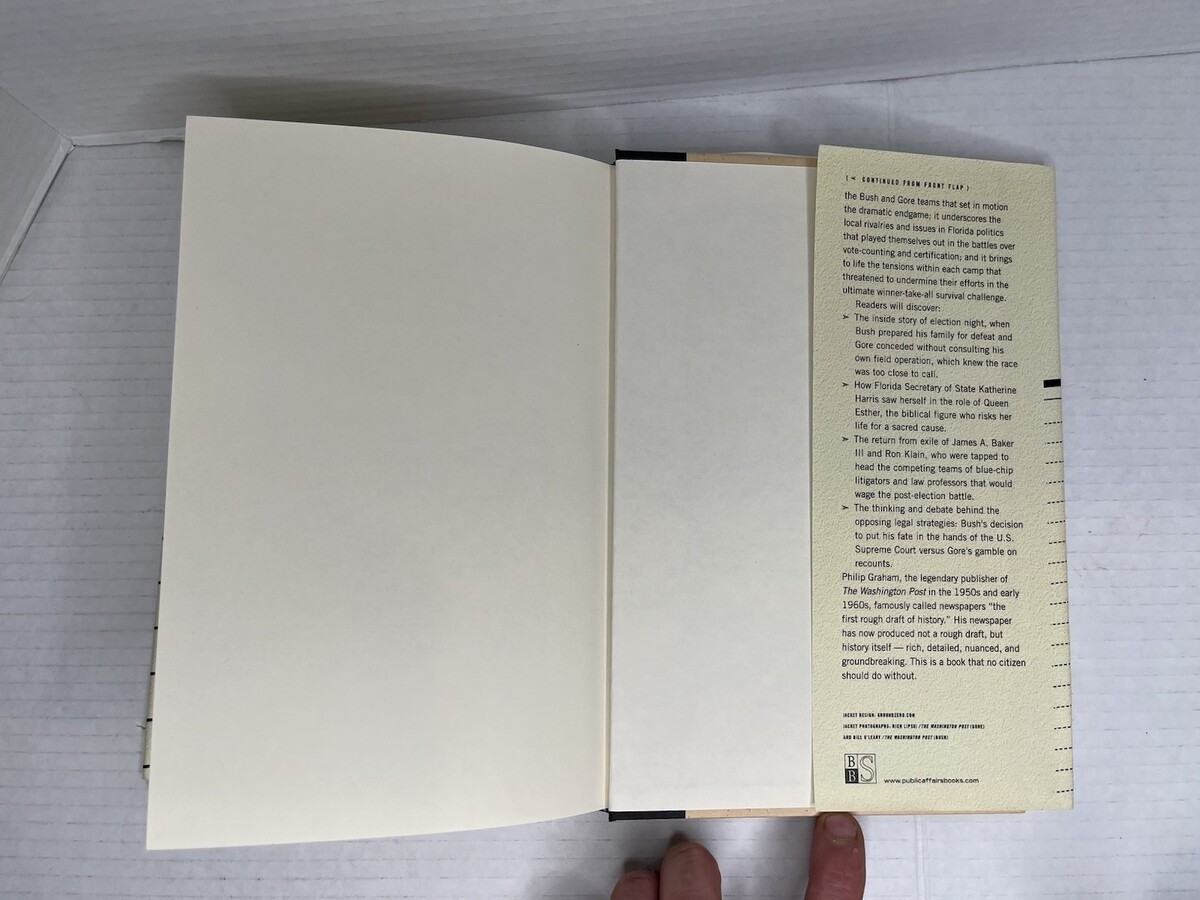 ( ➤ CONTINUED FROM FRONT FLAP )
the Bush and Gore teams that set in motion
the dramatic endgame; it underscores the
local rivalries and issues in Florida politics
that played themselves out in the battles over
vote-counting and certification; and it brings
to life the tensions within each camp that
threatened to undermine their efforts in the
ultimate winner-take-all survival challenge.
Readers will discover:
➤ The inside story of election night, when
Bush prepared his family for defeat and
Gore conceded without consulting his
own field operation, which knew the race
was too close to call.
➤ How Florida Secretary of State Katherine
Harris saw herself in the role of Queen
Esther, the biblical figure who risks her
life for a sacred cause.
➤ The return from exile of James A. Baker
III and Ron Klain, who were tapped to
head the competing teams of blue-chip
litigators and law professors that would
wage the post-election battle.
➤ The thinking and debate behind the
opposing legal strategies: Bush's decision
to put his fate in the hands of the U.S.
Supreme Court versus Gore's gamble on
recounts.
Philip Graham, the legendary publisher of
The Washington Post in the 1950s and early
1960s, famously called newspapers "the
first rough draft of history." His newspaper
has now produced not a rough draft, but
history itself — rich, detailed, nuanced, and
groundbreaking. This is a book that no citizen
should do without.
JACKET DESIGN: GROUNDZERO.COM
JACKET PHOTOGRAPHS: RICH LIPSKI / THE WASHINGTON POST (GORE)
AND BILL O'LEARY / THE WASHINGTON POST (BUSH)
BBS
www.publicaffairsbooks.com